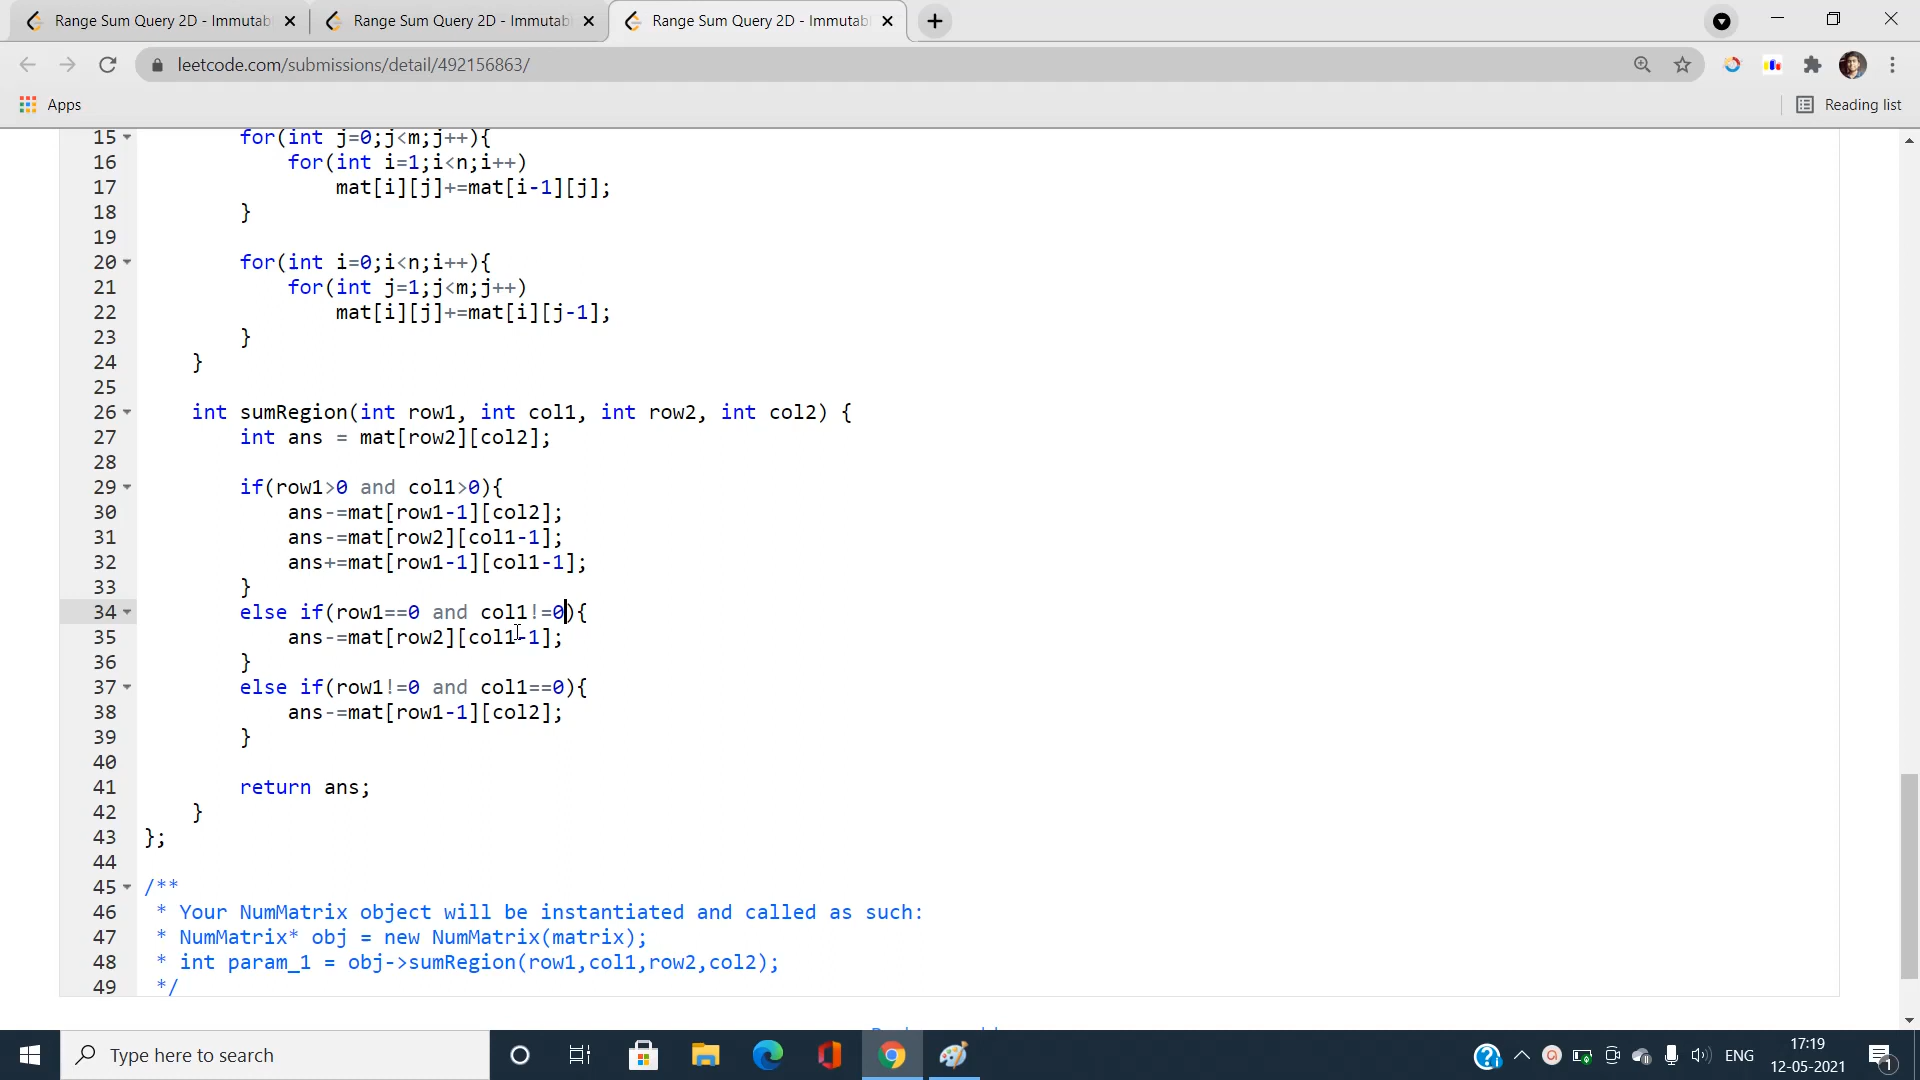 Range Sum Query 2D - Immutab
Range Sum Query 2D - Immutab
Range Sum Query 2D - Immutab
leetcode.com/submissions/detail/492156863/
Apps
Reading list
15 for(int j=0;j<m;j++){
16 for(int i=1;i<n;i++)
17 mat[i][j]+=mat[i-1][j];
18 }
19
20 for(int i=0;i<n;i++){
21 for(int j=1;j<m;j++)
22 mat[i][j]+=mat[i][j-1];
23 }
24 }
25
26 int sumRegion(int row1, int col1, int row2, int col2) {
27 int ans = mat[row2][col2];
28
29 if(row1>0 and col1>0){
30 ans-=mat[row1-1][col2];
31 ans-=mat[row2][col1-1];
32 ans+=mat[row1-1][col1-1];
33 }
34 else if(row1==0 and col1!=0){
35 ans-=mat[row2][col1-1];
36 }
37 else if(row1!=0 and col1==0){
38 ans-=mat[row1-1][col2];
39 }
40
41 return ans;
42 }
43 };
44
45 /**
46 * Your NumMatrix object will be instantiated and called as such:
47 * NumMatrix* obj = new NumMatrix(matrix);
48 * int param_1 = obj->sumRegion(row1,col1,row2,col2);
49 */
Type here to search
ENG
17:19
12-05-2021
1